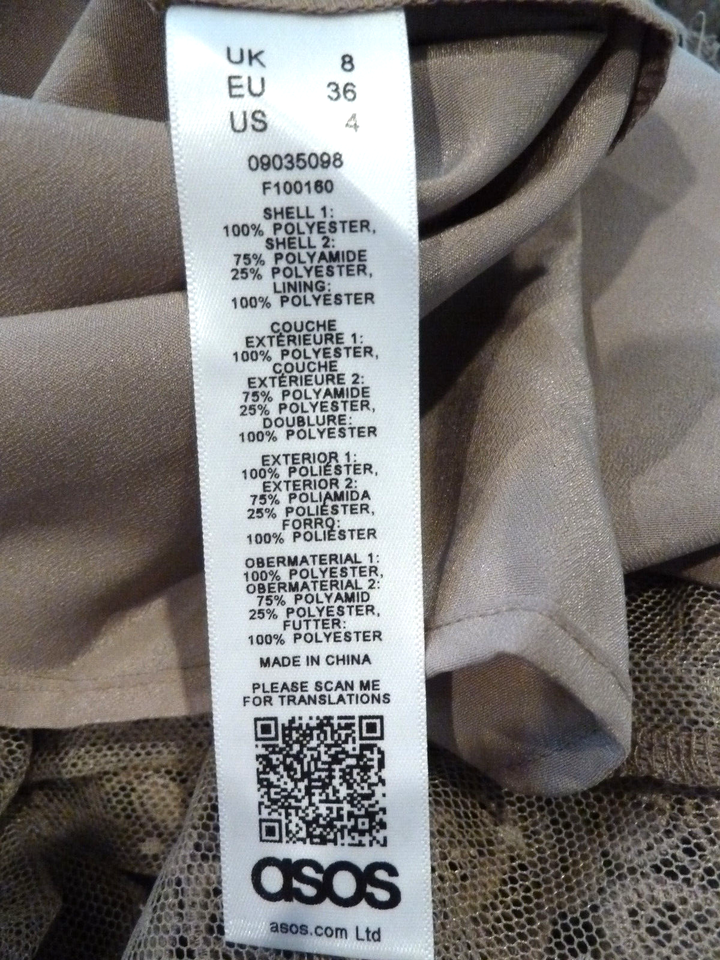 UK 8
EU 36
US 4
09035098
F100160
SHELL 1:
100% POLYESTER,
SHELL 2:
75% POLYAMIDE
25% POLYESTER,
LINING:
100% POLYESTER
COUCHE
EXTÉRIEURE 1:
100% POLYESTER,
COUCHE
EXTÉRIEURE 2:
75% POLYAMIDE
25% POLYESTER,
DOUBLURE:
100% POLYESTER
EXTERIOR 1:
100% POLIÉSTER,
EXTERIOR 2:
75% POLIAMIDA
25% POLIÉSTER,
FORRO:
100% POLIÉSTER
OBERMATERIAL 1:
100% POLYESTER,
OBERMATERIAL 2:
75% POLYAMID
25% POLYESTER,
FUTTER:
100% POLYESTER
MADE IN CHINA
PLEASE SCAN ME
FOR TRANSLATIONS
asos
asos.com Ltd